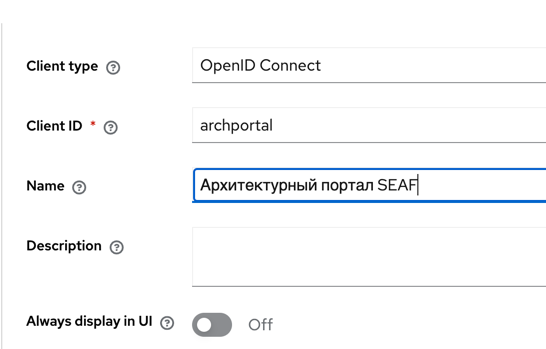 Client type
OpenID Connect
Client ID *
archportal
Name
Архитектурный портал SEAF
Description
Always display in UI
Off